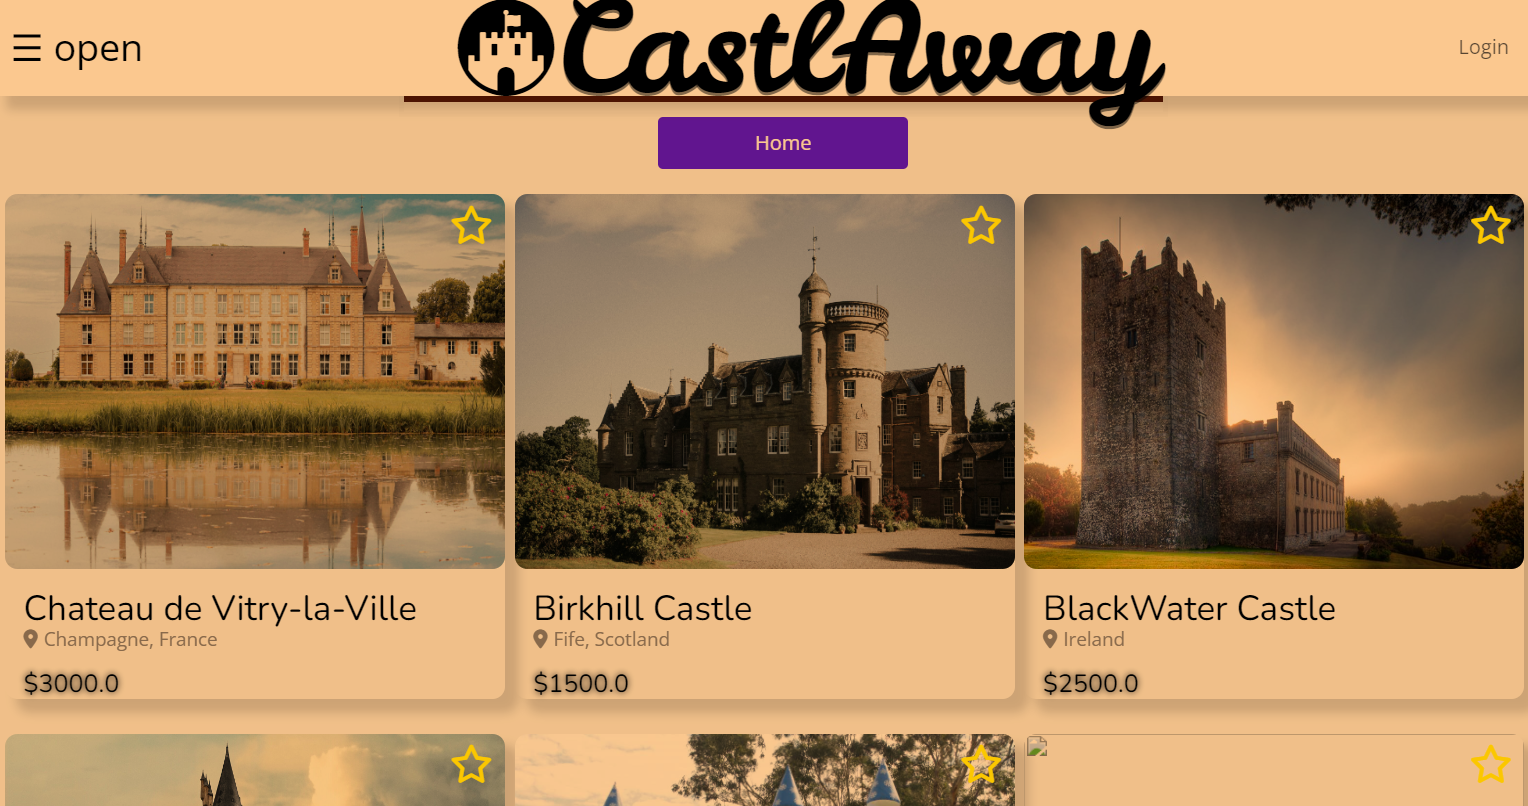 ☰ open
CastlAway
Login
Home
Chateau de Vitry-la-Ville
Champagne, France
$3000.0
Birkhill Castle
Fife, Scotland
$1500.0
BlackWater Castle
Ireland
$2500.0